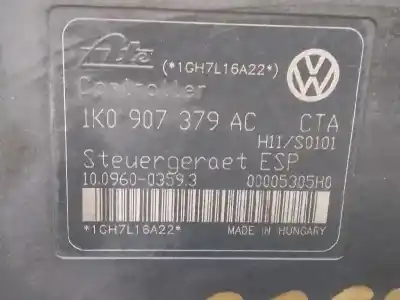 Ate (*1GH7L16A22*)
Controller
1K0 907 379 AC CTA
H11/S0101
Steuergeraet ESP
10.0960-0359.3 00005305H0
*1GH7L16A22* MADE IN HUNGARY